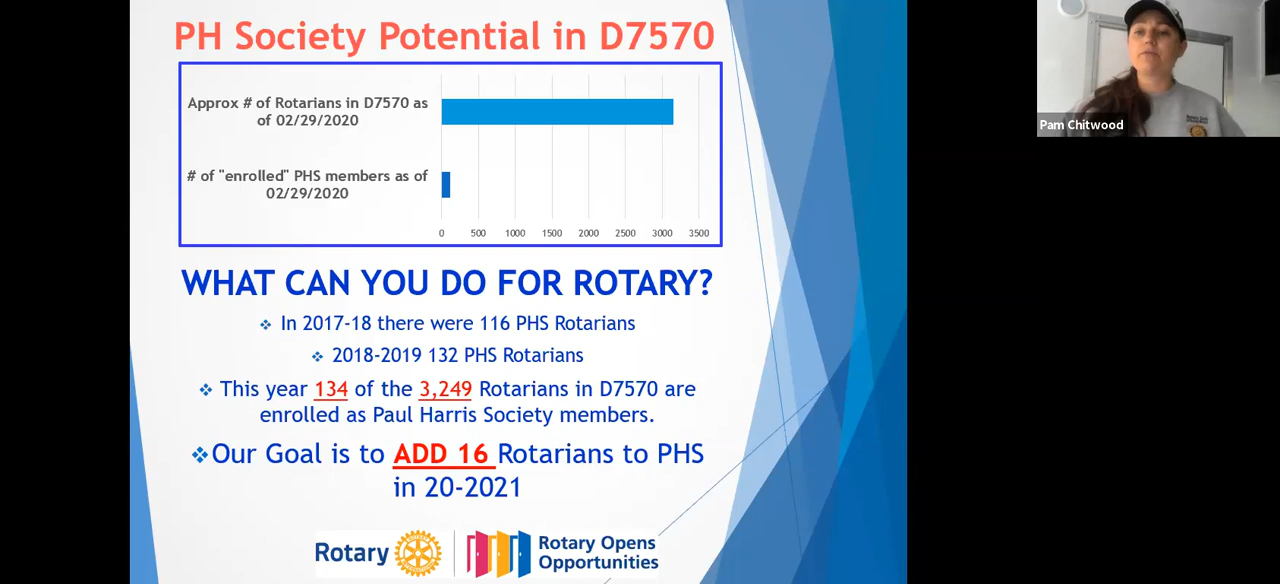 PH Society Potential in D7570
Approx # of Rotarians in D7570 as
of 02/29/2020
# of "enrolled" PHS members as of
02/29/2020
0 500 1000 1500 2000 2500 3000 3500
WHAT CAN YOU DO FOR ROTARY?
❖ In 2017-18 there were 116 PHS Rotarians
❖ 2018-2019 132 PHS Rotarians
❖ This year 134 of the 3,249 Rotarians in D7570 are
enrolled as Paul Harris Society members.
❖Our Goal is to ADD 16 Rotarians to PHS
in 20-2021
Rotary
Rotary Opens
Opportunities
Pam Chitwood